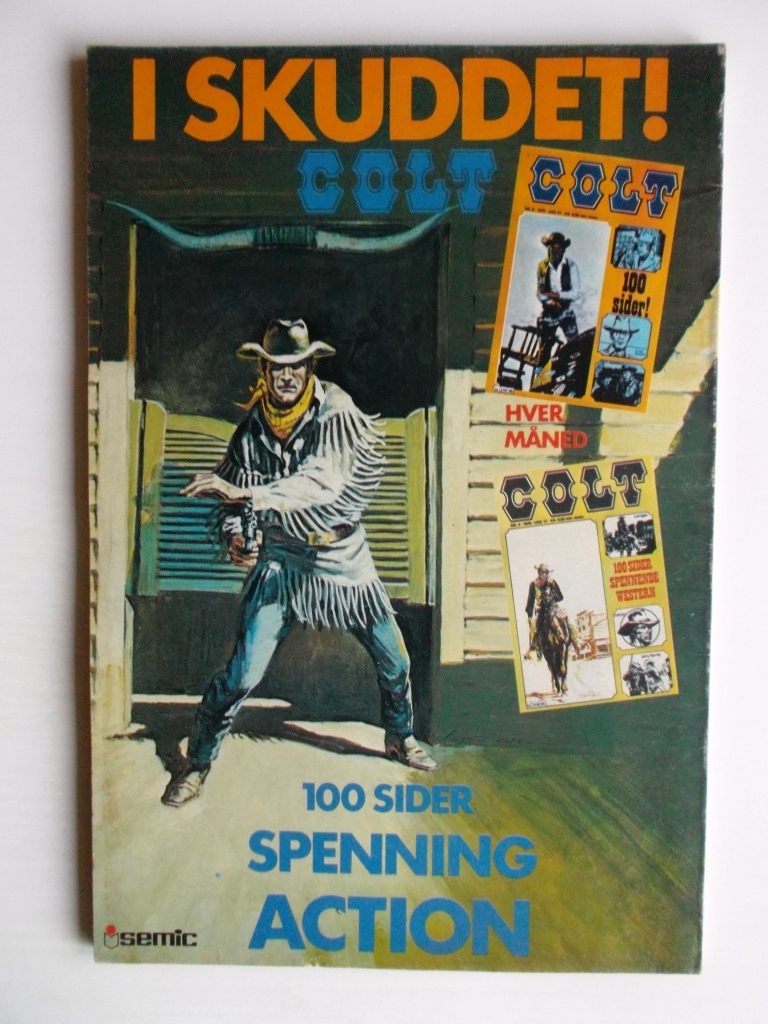 I SKUDDET!
COLT
COLT
100
sider!
HVER
MÅNED
COLT
100 SIDER
SPENNENDE
WESTERN
100 SIDER
SPENNING
ACTION
semic